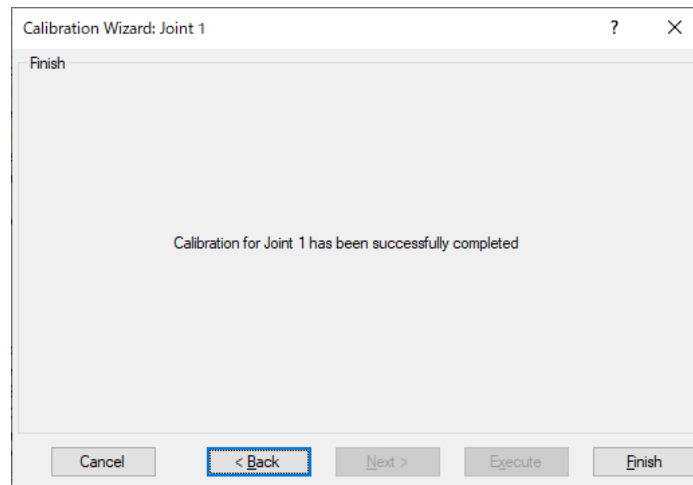 Calibration Wizard: Joint 1
?
Finish
Calibration for Joint 1 has been successfully completed
Cancel
< Back
Next >
Execute
Finish